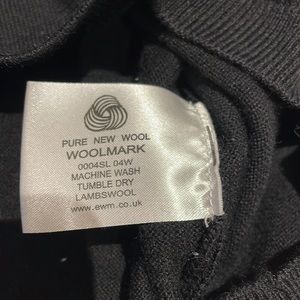 PURE NEW WOOL
WOOLMARK
0004SL 04W
MACHINE WASH
TUMBLE DRY
LAMBSWOOL
www.ewm.co.uk